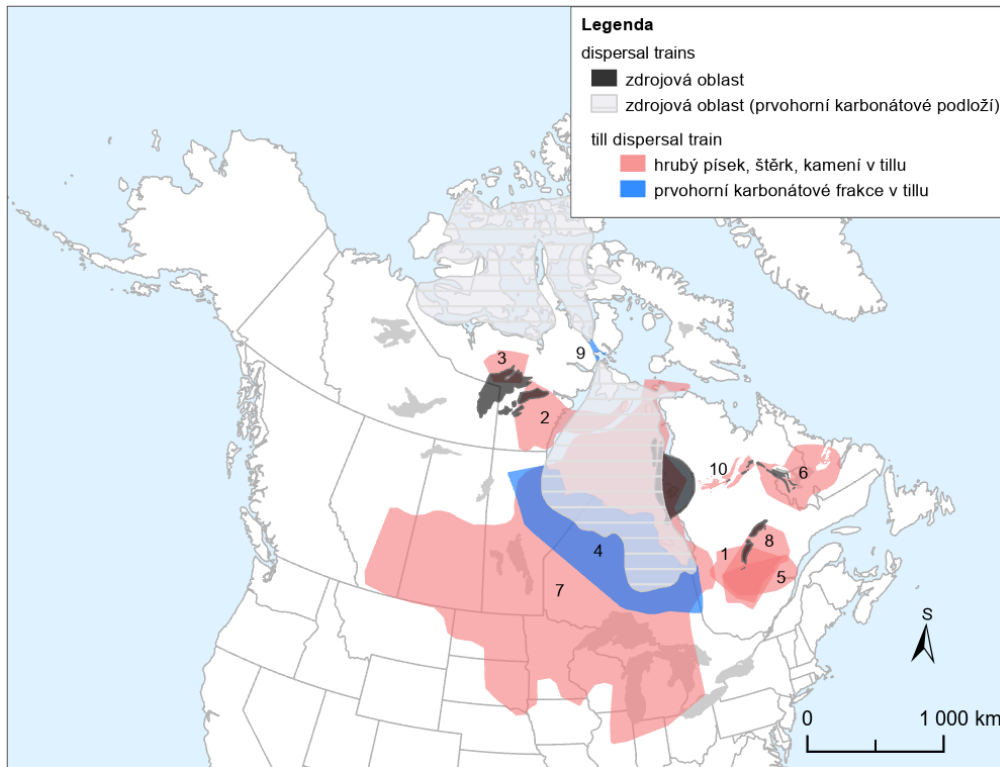 Legenda
dispersal trains
zdrojová oblast
zdrojová oblast (prvohorní karbonátové podloží)
till dispersal train
hrubý písek, štěrk, kamení v tillu
prvohorní karbonátové frakce v tillu
9
3
2
10
6
4
1
8
5
7
S
0
1 000 km